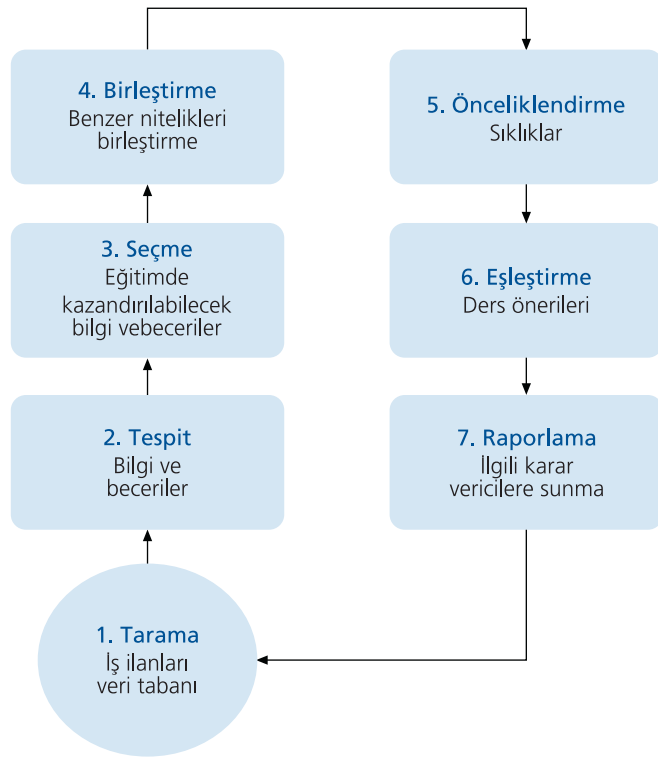 1. Tarama
İş ilanları
veri tabanı
2. Tespit
Bilgi ve
beceriler
3. Seçme
Eğitimde
kazandırılabilecek
bilgi vebeceriler
4. Birleştirme
Benzer nitelikleri
birleştirme
5. Önceliklendirme
Sıklıklar
6. Eşleştirme
Ders önerileri
7. Raporlama
İlgili karar
vericilere sunma